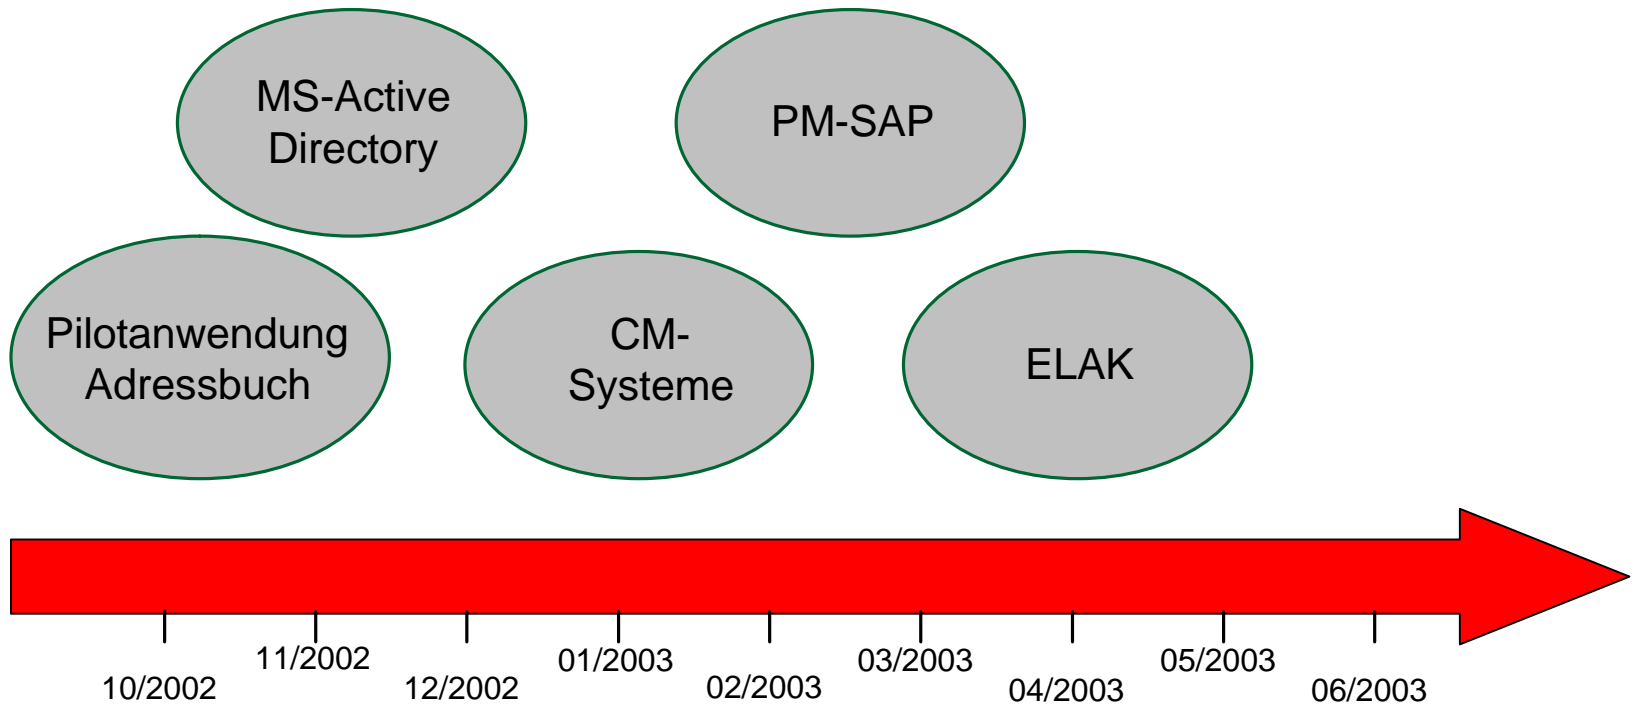 MS-Active
Directory
PM-SAP
Pilotanwendung
Adressbuch
CM-
Systeme
ELAK
10/2002
11/2002
12/2002
01/2003
02/2003
03/2003
04/2003
05/2003
06/2003